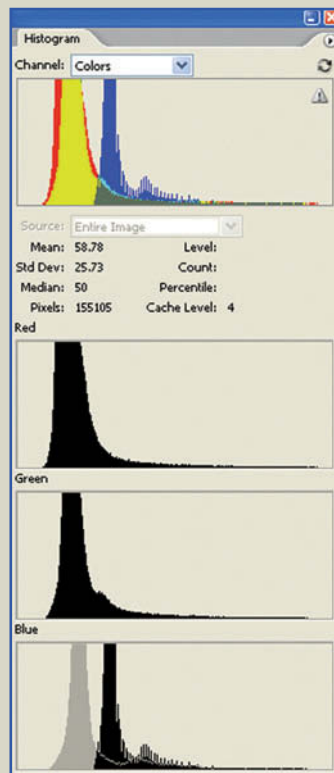 Histogram
Channel: Colors
Source: Entire Image
Mean: 58.78 Level:
Std Dev: 25.73 Count:
Median: 50 Percentile:
Pixels: 155105 Cache Level: 4
Red
Green
Blue